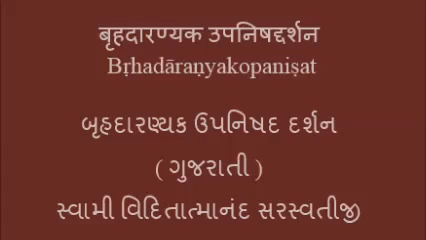 बृहदारण्यक उपनिषद्दर्शन
Bṛhadāraṇyakopaniṣat
બૃહદારણ્યક ઉપનિષદ દર્શન
( ગુજરાતી )
સ્વામી વિદિતાત્માનંદ સરસ્વતીજી